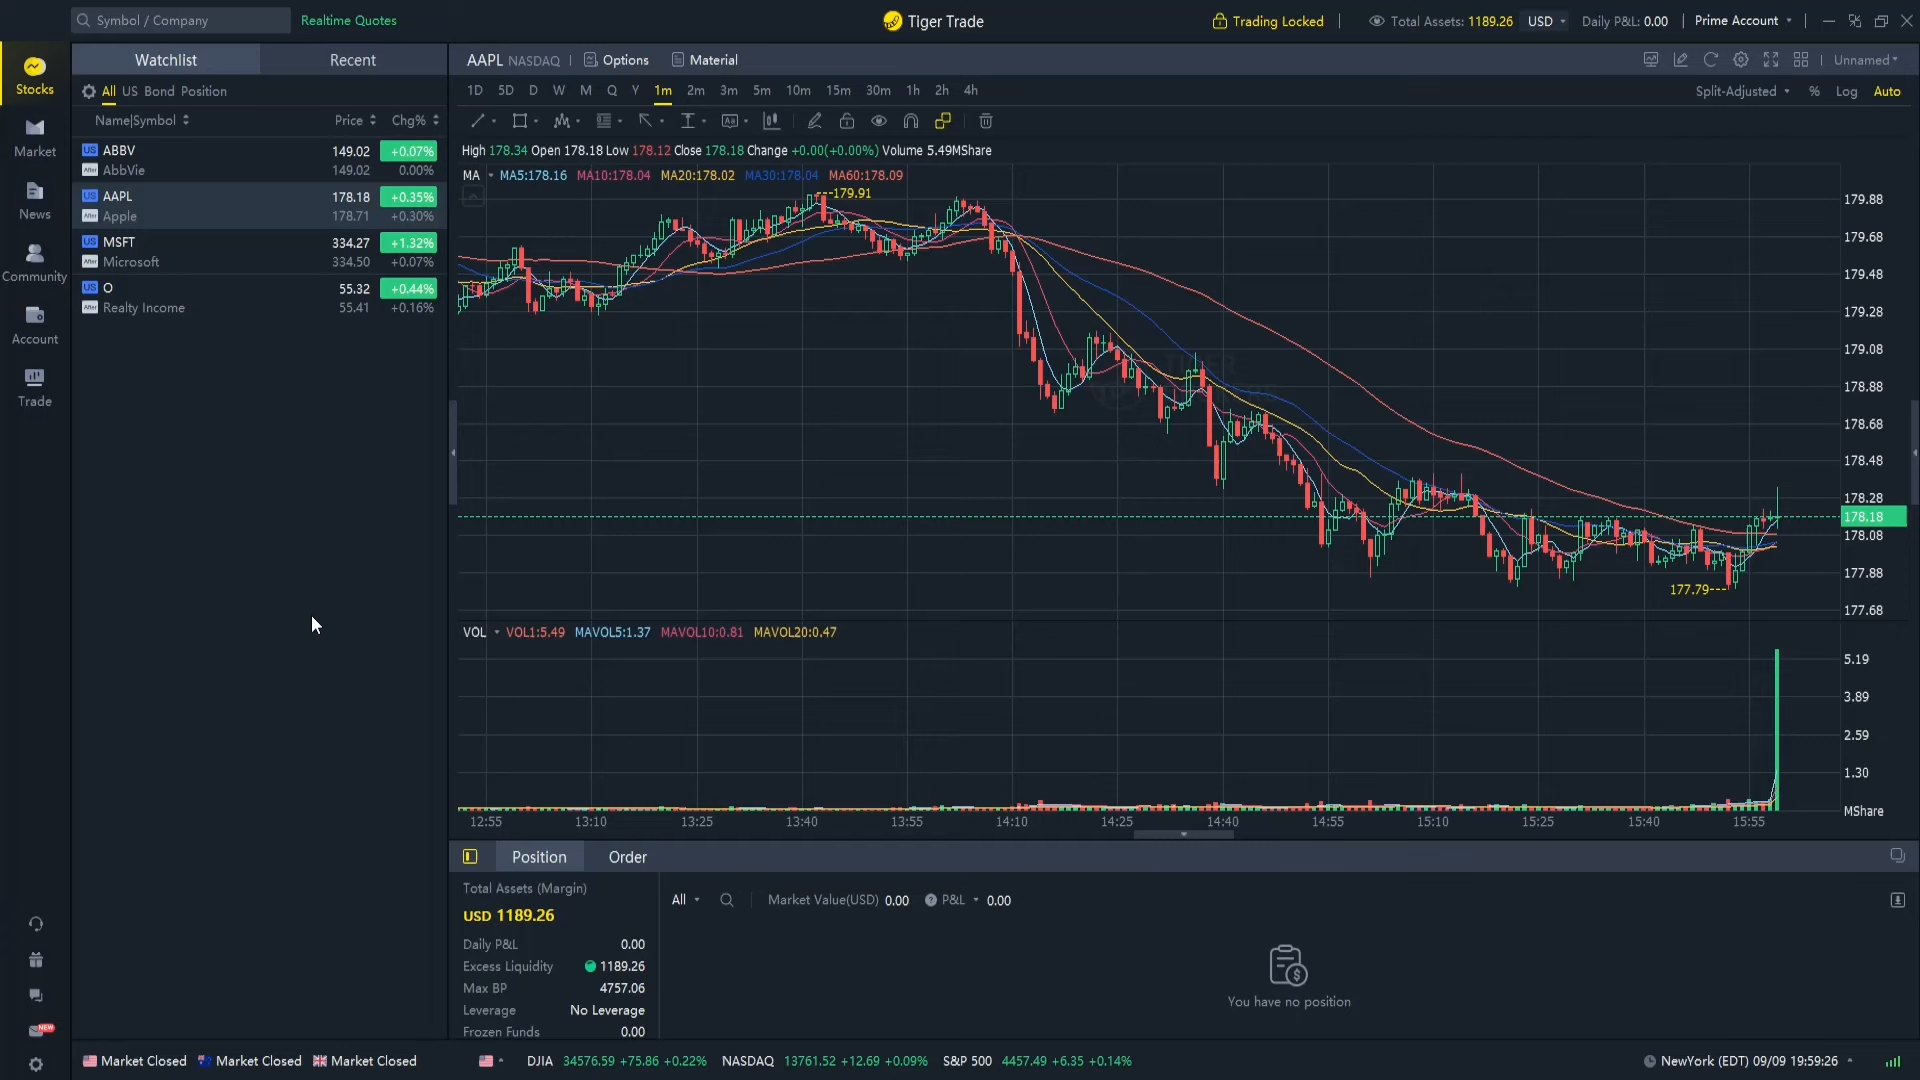 Symbol / Company
Realtime Quotes
Tiger Trade
Trading Locked
Total Assets: 1189.26
USD
Daily P&L: 0.00
Prime Account
Stocks
Market
News
Community
Account
Trade
NEW
Watchlist
Recent
All US Bond Position
Name|Symbol Price Chg%
US ABBV 149.02 +0.07%
After AbbVie 149.02 0.00%
US AAPL 178.18 +0.35%
After Apple 178.71 +0.30%
US MSFT 334.27 +1.32%
After Microsoft 334.50 +0.07%
US O 55.32 +0.44%
After Realty Income 55.41 +0.16%
AAPL NASDAQ
Options
Material
Unnamed
1D 5D D W M Q Y 1m 2m 3m 5m 10m 15m 30m 1h 2h 4h
Split-Adjusted % Log Auto
High 178.34 Open 178.18 Low 178.12 Close 178.18 Change +0.00(+0.00%) Volume 5.49MShare
MA MA5:178.16 MA10:178.04 MA20:178.02 MA30:178.04 MA60:178.09
179.91
177.79
179.88
179.68
179.48
179.28
179.08
178.88
178.68
178.48
178.28
178.18
178.08
177.88
177.68
VOL VOL1:5.49 MAVOL5:1.37 MAVOL10:0.81 MAVOL20:0.47
5.19
3.89
2.59
1.30
MShare
12:55 13:10 13:25 13:40 13:55 14:10 14:25 14:40 14:55 15:10 15:25 15:40 15:55
Position
Order
Total Assets (Margin)
USD 1189.26
Daily P&L 0.00
Excess Liquidity 1189.26
Max BP 4757.06
Leverage No Leverage
Frozen Funds 0.00
All
Market Value(USD) 0.00
P&L 0.00
You have no position
Market Closed Market Closed Market Closed
DJIA 34576.59 +75.86 +0.22% NASDAQ 13761.52 +12.69 +0.09% S&P 500 4457.49 +6.35 +0.14%
NewYork (EDT) 09/09 19:59:26